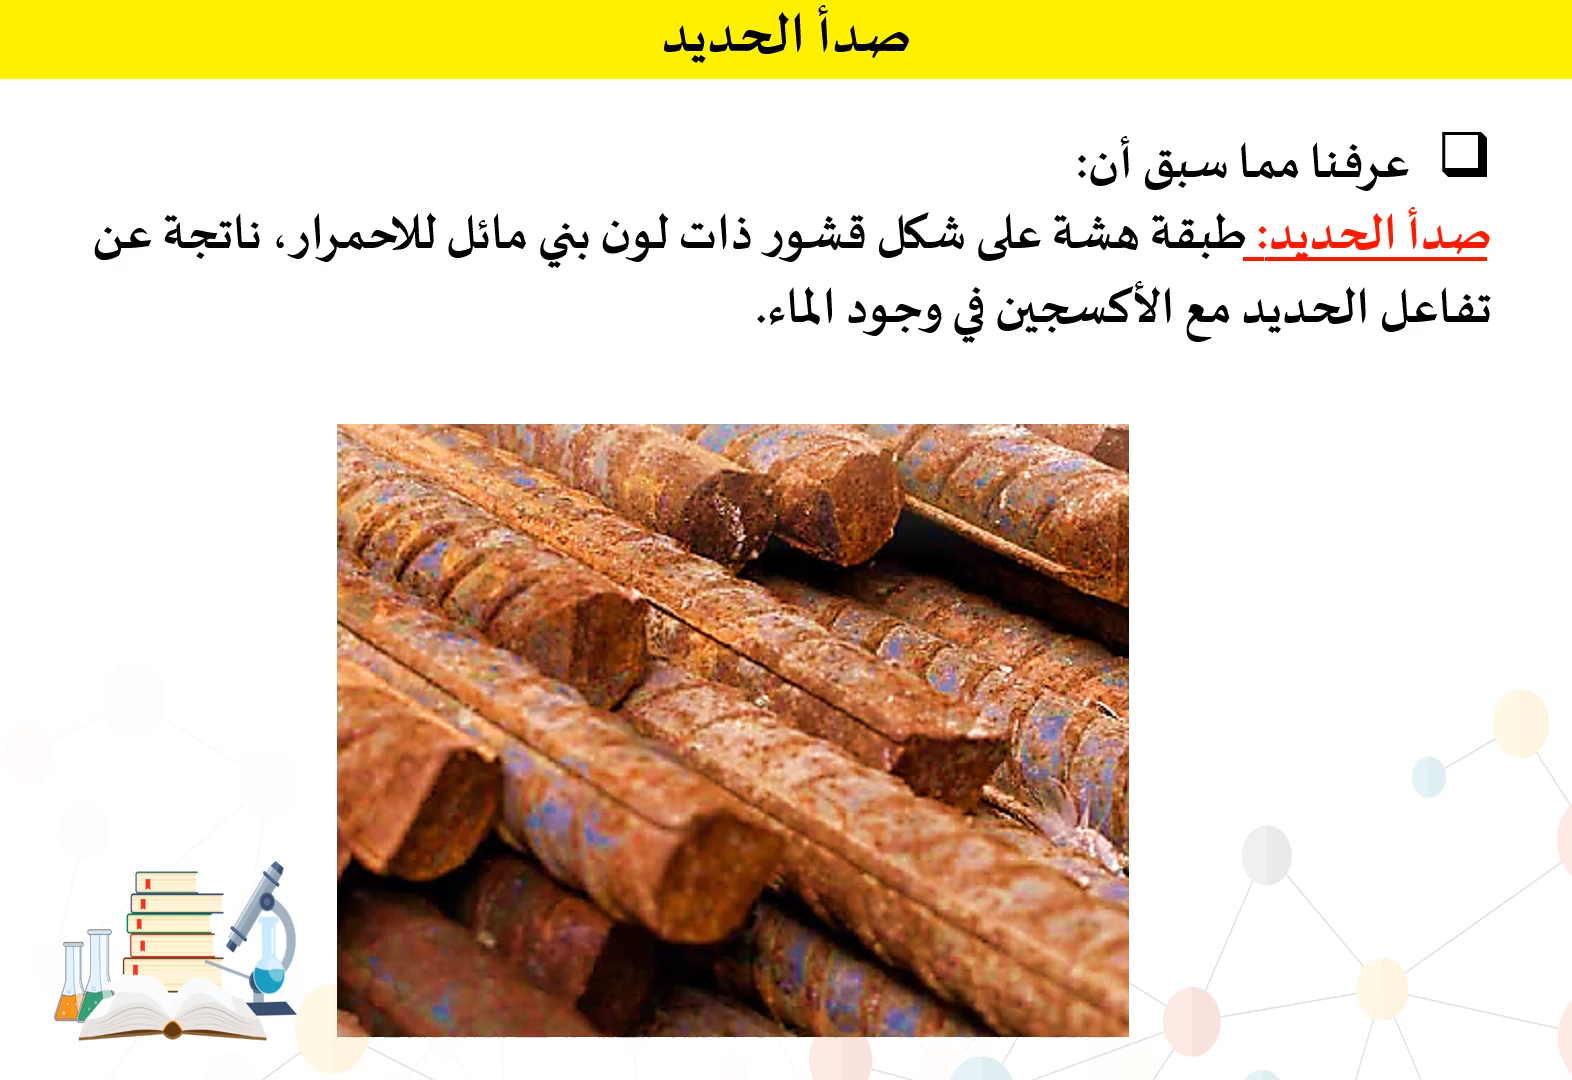 صدأ الحديد
عرفنا مما سبق أن:
صدأ الحديد: طبقة هشة على شكل قشور ذات لون بني مائل للاحمرار، ناتجة عن
تفاعل الحديد مع الأكسجين في وجود الماء.